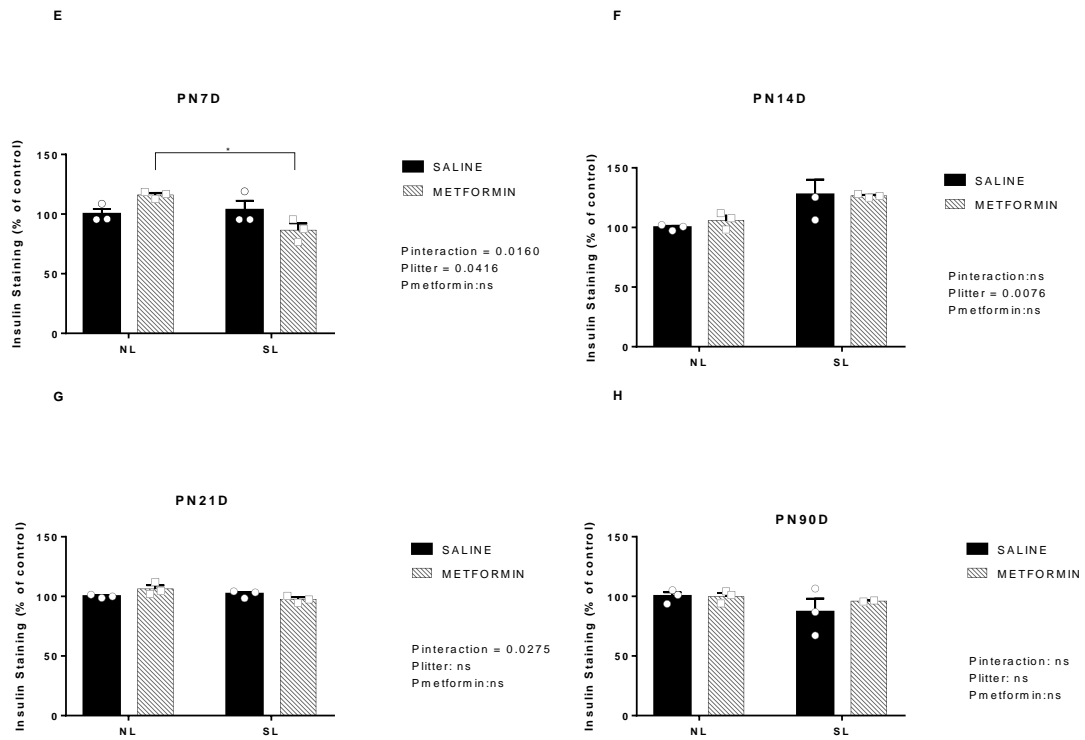 E
PN7D
Insulin Staining (% of control)
150
100
50
0
*
NL
SL
SALINE
METFORMIN
Pinteraction = 0.0160
Plitter = 0.0416
Pmetformin:ns
F
PN14D
Insulin Staining (% of control)
150
100
50
0
NL
SL
SALINE
METFORMIN
Pinteraction:ns
Plitter = 0.0076
Pmetformin:ns
G
PN21D
Insulin Staining (% of control)
150
100
50
0
NL
SL
SALINE
METFORMIN
Pinteraction = 0.0275
Plitter: ns
Pmetformin:ns
H
PN90D
Insulin Staining (% of control)
150
100
50
0
NL
SL
SALINE
METFORMIN
Pinteraction: ns
Plitter: ns
Pmetformin:ns